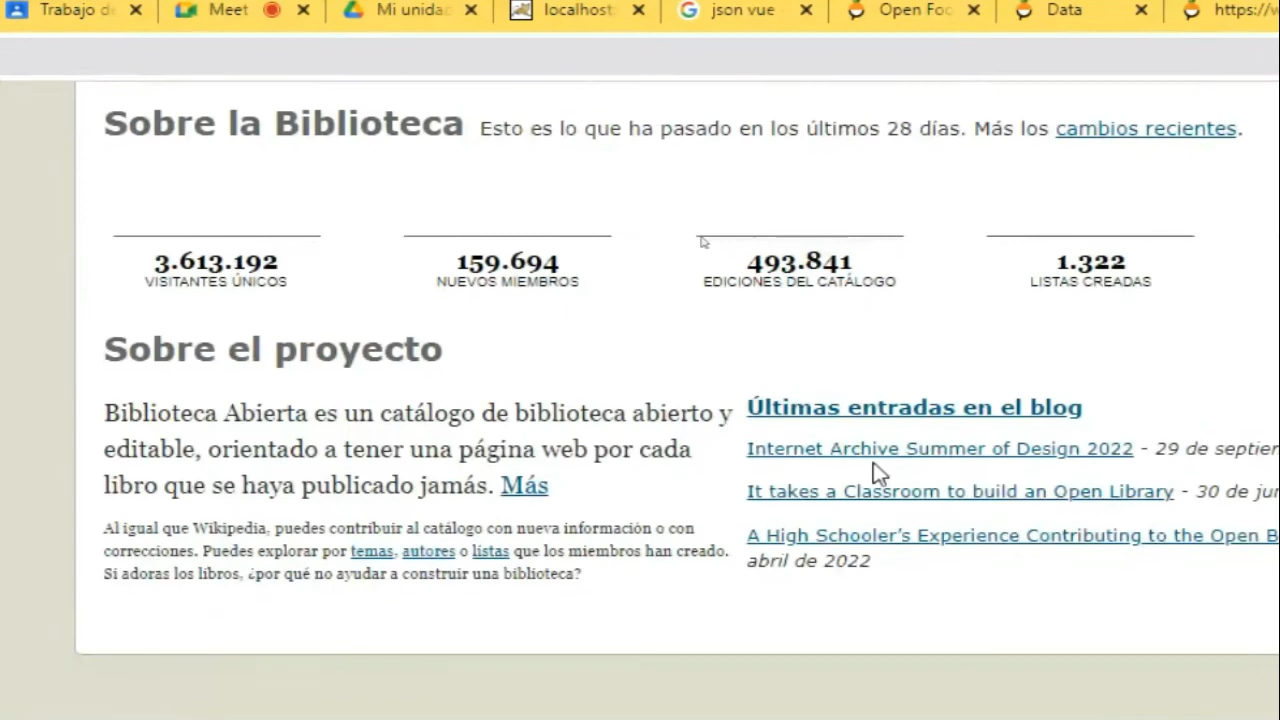 Trabajo d
Meet
Mi unida
localhost
json vue
Open Foo
Data
https://w
Sobre la Biblioteca Esto es lo que ha pasado en los últimos 28 días. Más los cambios recientes.
3.613.192
VISITANTES ÚNICOS
159.694
NUEVOS MIEMBROS
493.841
EDICIONES DEL CATÁLOGO
1.322
LISTAS CREADAS
Sobre el proyecto
Biblioteca Abierta es un catálogo de biblioteca abierto y
editable, orientado a tener una página web por cada
libro que se haya publicado jamás. Más
Al igual que Wikipedia, puedes contribuir al catálogo con nueva información o con
correcciones. Puedes explorar por temas, autores o listas que los miembros han creado.
Si adoras los libros, ¿por qué no ayudar a construir una biblioteca?
Últimas entradas en el blog
Internet Archive Summer of Design 2022 - 29 de septiem
It takes a Classroom to build an Open Library - 30 de ju
A High Schooler’s Experience Contributing to the Open B
abril de 2022